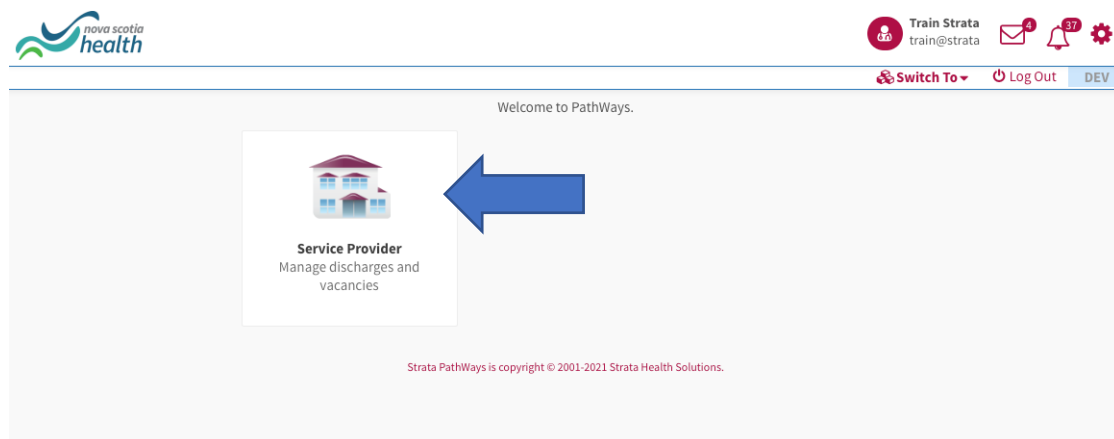 nova scotia
health
Train Strata
train@strata
4
37
Switch To
Log Out
DEV
Welcome to PathWays.
Service Provider
Manage discharges and
vacancies
Strata PathWays is copyright © 2001-2021 Strata Health Solutions.